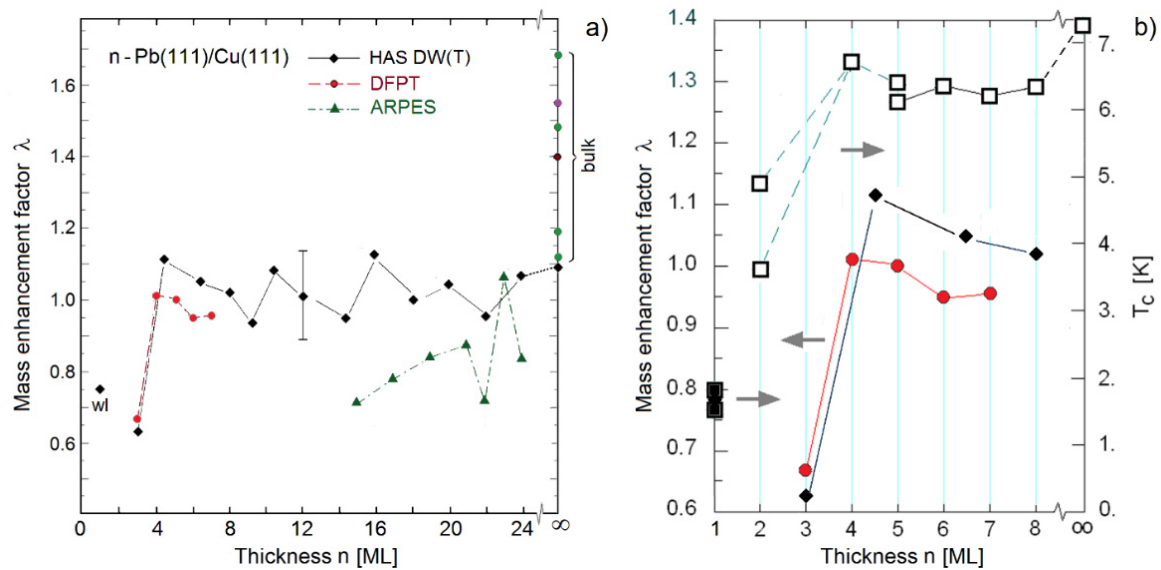 a)
n - Pb(111)/Cu(111)
HAS DW(T)
DFPT
ARPES
bulk
wl
Mass enhancement factor λ
1.6
1.4
1.2
1.0
0.8
0.6
0 4 8 12 16 20 24 ∞
Thickness n [ML]
b)
Mass enhancement factor λ
1.4
1.3
1.2
1.1
1.0
0.9
0.8
0.7
0.6
7.
6.
5.
4.
3.
2.
1.
0.
T_c [K]
1 2 3 4 5 6 7 8 ∞
Thickness n [ML]